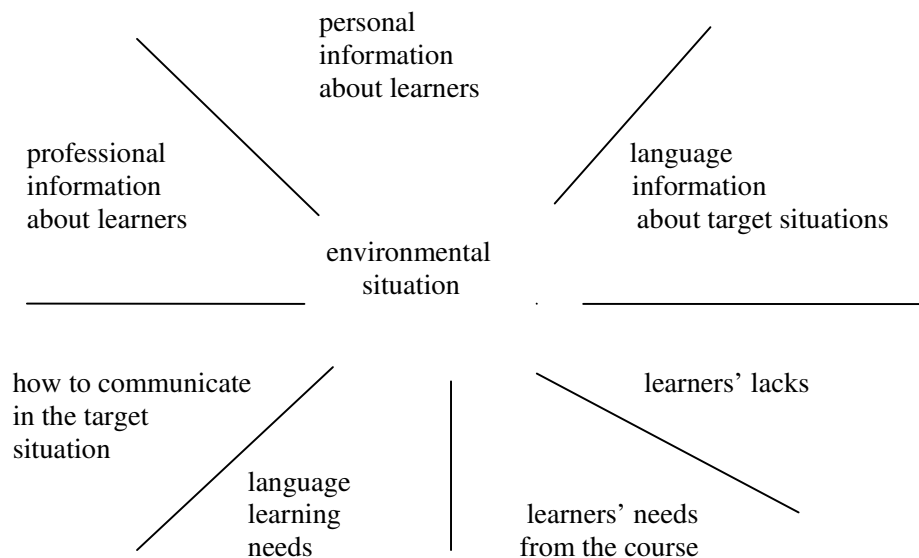 personal
information
about learners
professional
information
about learners
language
information
about target situations
environmental
situation
how to communicate
in the target
situation
learners’ lacks
language
learning
needs
learners’ needs
from the course